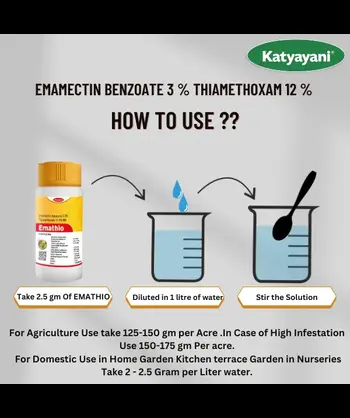 Katyayani®
EMAMECTIN BENZOATE 3 % THIAMETHOXAM 12 %
HOW TO USE ??
Emathio
Take 2.5 gm Of EMATHIO
Diluted in 1 litre of water
Stir the Solution
For Agriculture Use take 125-150 gm per Acre .In Case of High Infestation
Use 150-175 gm Per acre.
For Domestic Use in Home Garden Kitchen terrace Garden in Nurseries
Take 2 - 2.5 Gram per Liter water.